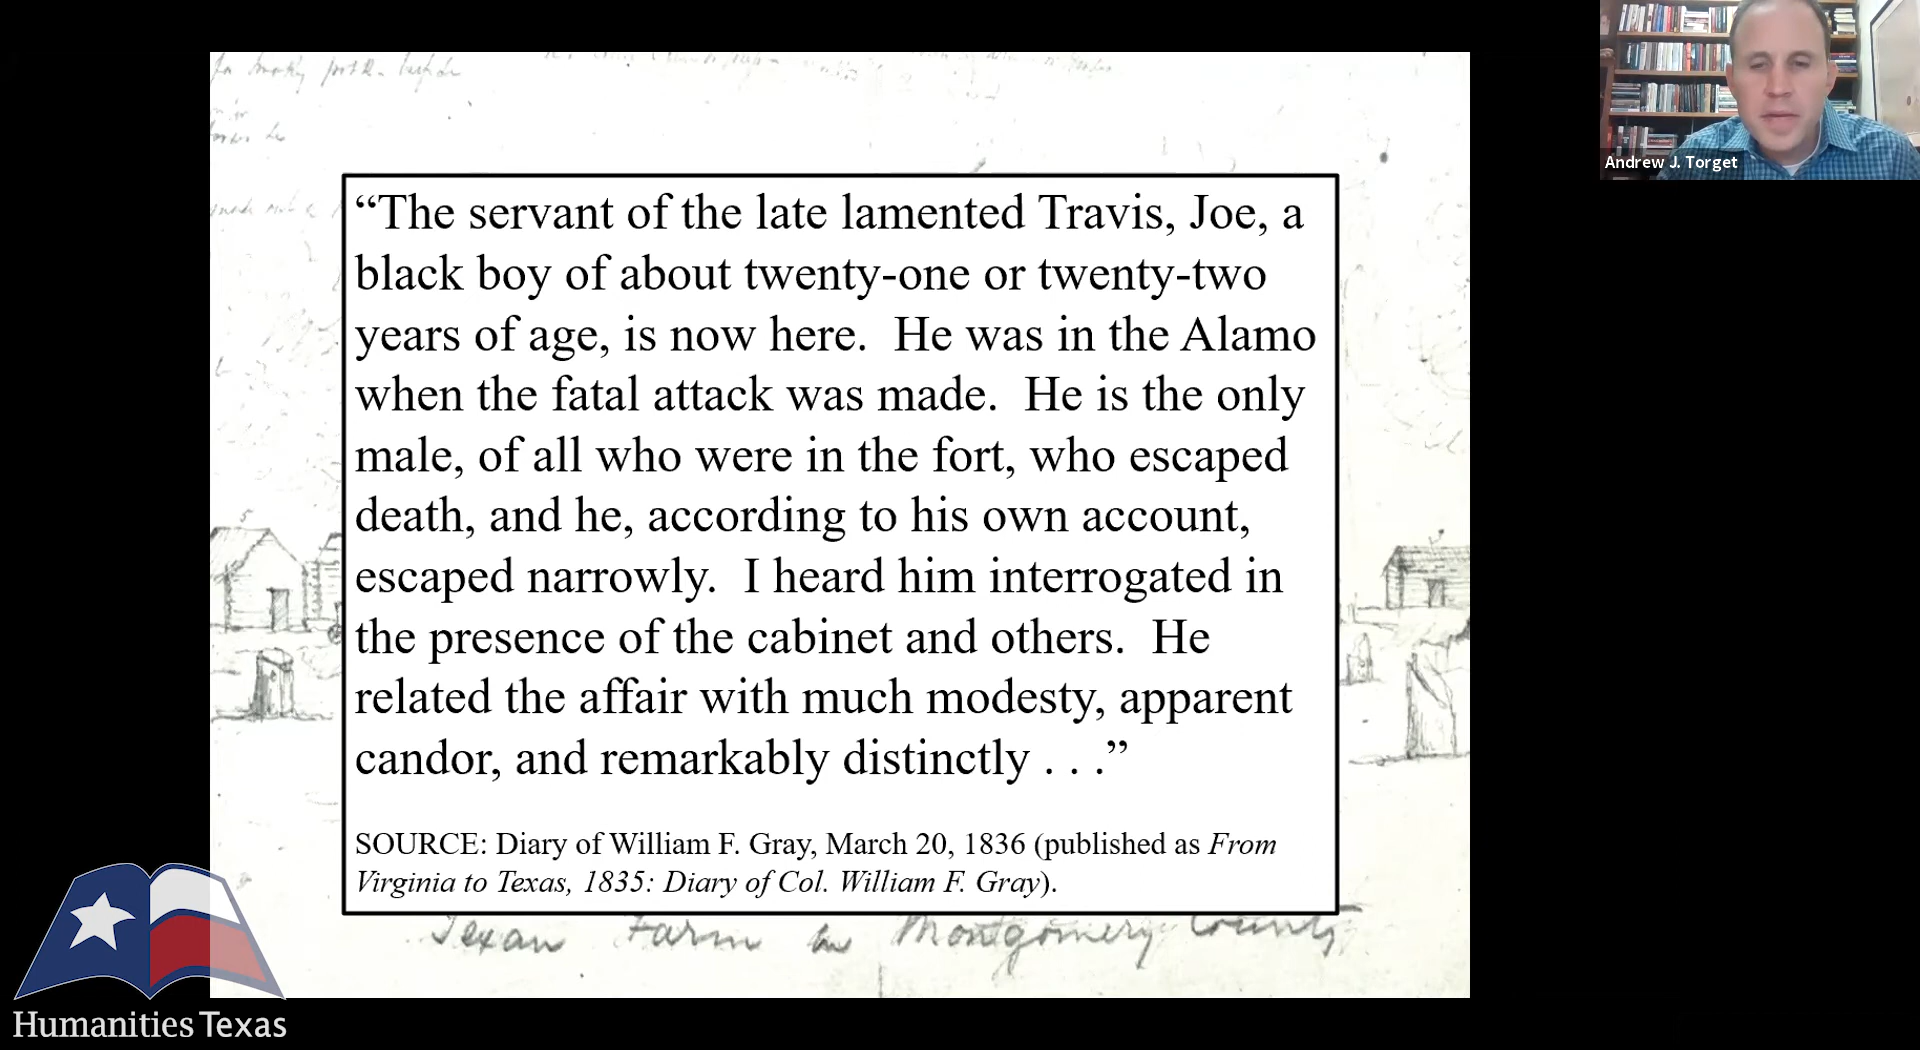 for smoky
Andrew J. Torget
“The servant of the late lamented Travis, Joe, a
black boy of about twenty-one or twenty-two
years of age, is now here.  He was in the Alamo
when the fatal attack was made.  He is the only
male, of all who were in the fort, who escaped
death, and he, according to his own account,
escaped narrowly.  I heard him interrogated in
the presence of the cabinet and others.  He
related the affair with much modesty, apparent
candor, and remarkably distinctly . . .”
SOURCE: Diary of William F. Gray, March 20, 1836 (published as From
Virginia to Texas, 1835: Diary of Col. William F. Gray).
Texan Farm in Montgomery County
Humanities Texas